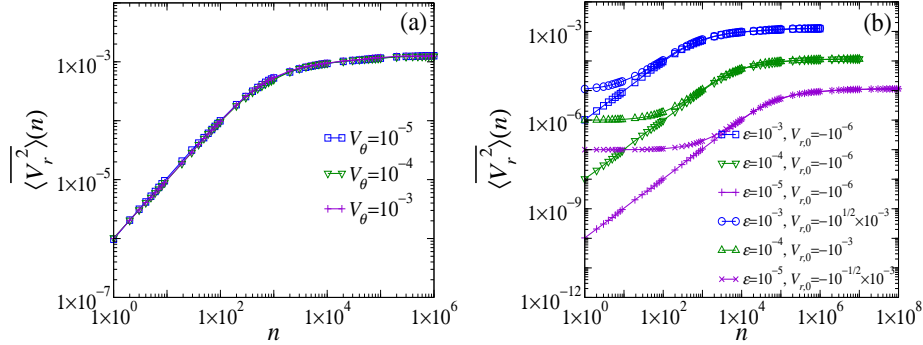 (a)
1×10⁻³
1×10⁻⁵
1×10⁻⁷
1×10⁰ 1×10² 1×10⁴ 1×10⁶
n
⟨V_r²⟩(n)
V_θ=10⁻⁵
V_θ=10⁻⁴
V_θ=10⁻³
(b)
1×10⁻³
1×10⁻⁶
1×10⁻⁹
1×10⁻¹²
1×10⁰ 1×10² 1×10⁴ 1×10⁶ 1×10⁸
n
⟨V_r²⟩(n)
ε=10⁻³, V_r,0=-10⁻⁶
ε=10⁻⁴, V_r,0=-10⁻⁶
ε=10⁻⁵, V_r,0=-10⁻⁶
ε=10⁻³, V_r,0=-10^1/2×10⁻³
ε=10⁻⁴, V_r,0=-10⁻³
ε=10⁻⁵, V_r,0=-10^-1/2×10⁻³